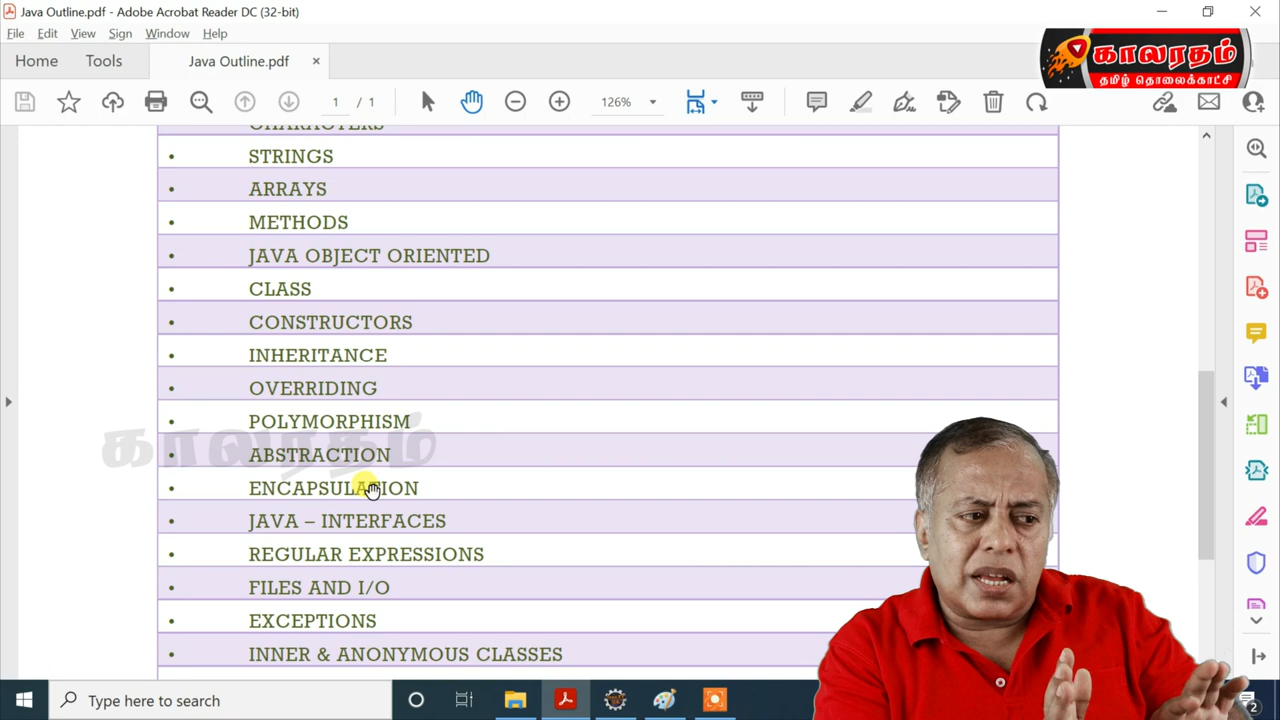 Java Outline.pdf - Adobe Acrobat Reader DC (32-bit)
File Edit View Sign Window Help
Home Tools Java Outline.pdf ×
காலரதம்
தமிழ் தொலைக்காட்சி
1 / 1 126%
CHARACTERS
• STRINGS
• ARRAYS
• METHODS
• JAVA OBJECT ORIENTED
• CLASS
• CONSTRUCTORS
• INHERITANCE
• OVERRIDING
• POLYMORPHISM
காலரதம்
• ABSTRACTION
• ENCAPSULATION
• JAVA – INTERFACES
• REGULAR EXPRESSIONS
• FILES AND I/O
• EXCEPTIONS
• INNER & ANONYMOUS CLASSES
Type here to search
2